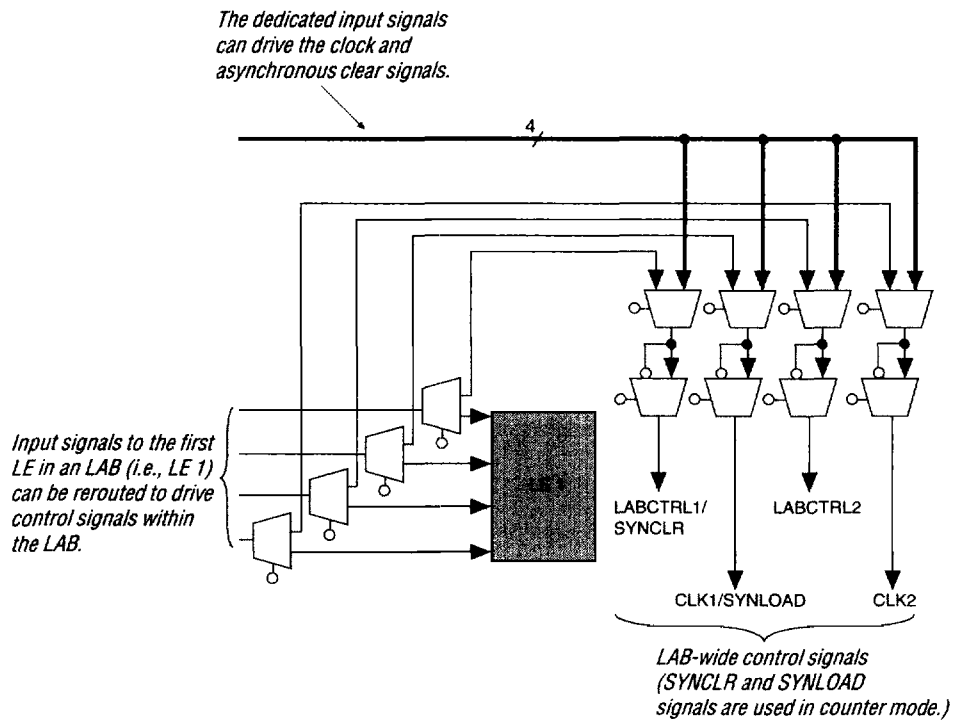 The dedicated input signals
can drive the clock and
asynchronous clear signals.
4
Input signals to the first
LE in an LAB (i.e., LE 1)
can be rerouted to drive
control signals within
the LAB.
LABCTRL1/
SYNCLR
LABCTRL2
CLK1/SYNLOAD
CLK2
LAB-wide control signals
(SYNCLR and SYNLOAD
signals are used in counter mode.)